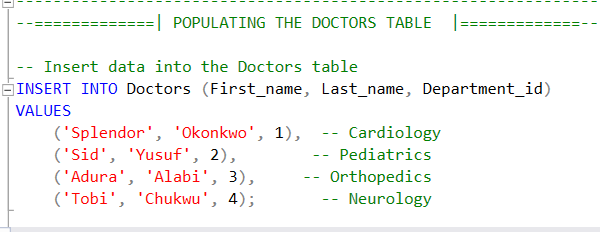 --=============| POPULATING THE DOCTORS TABLE |=============--
-- Insert data into the Doctors table
INSERT INTO Doctors (First_name, Last_name, Department_id)
VALUES
('Splendor', 'Okonkwo', 1), -- Cardiology
('Sid', 'Yusuf', 2), -- Pediatrics
('Adura', 'Alabi', 3), -- Orthopedics
('Tobi', 'Chukwu', 4); -- Neurology